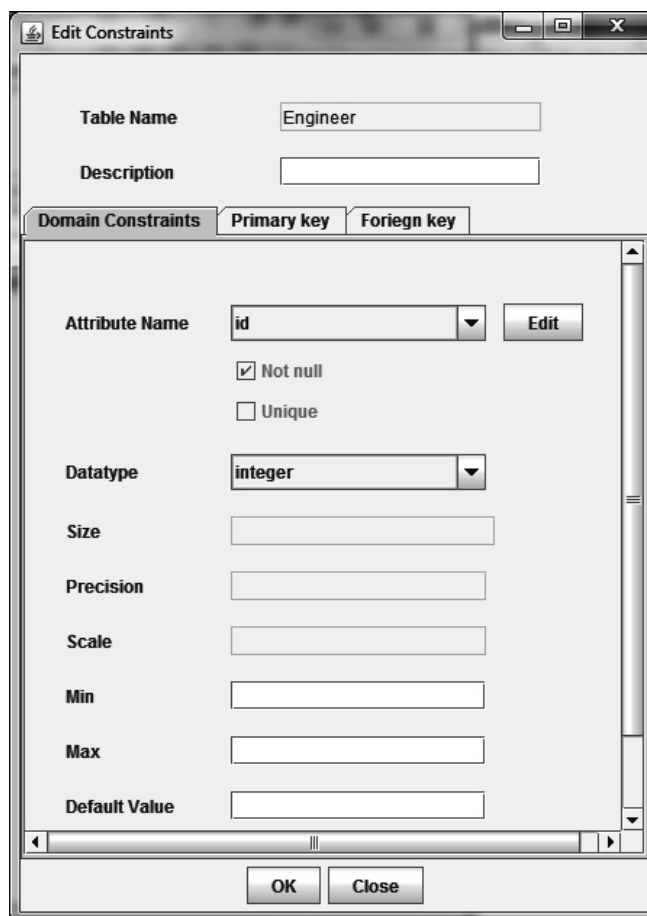 Edit Constraints
Table Name Engineer
Description
Domain Constraints Primary key Foriegn key
Attribute Name id Edit
Not null
Unique
Datatype integer
Size
Precision
Scale
Min
Max
Default Value
OK Close